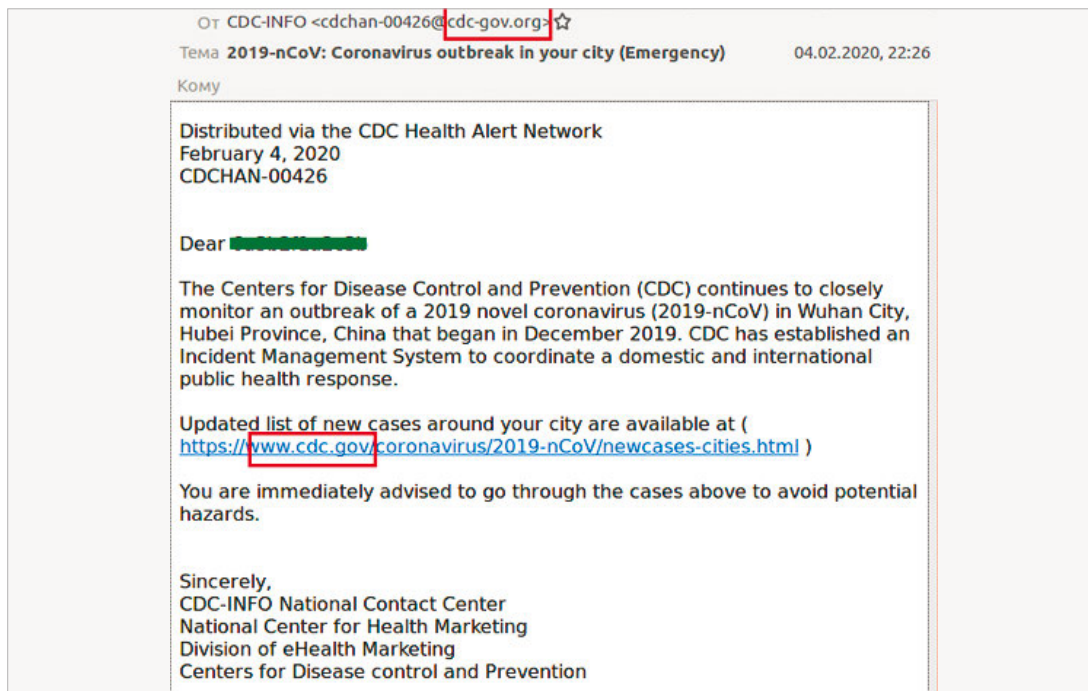 От CDC-INFO <cdchan-00426@cdc-gov.org>
Тема 2019-nCoV: Coronavirus outbreak in your city (Emergency) 04.02.2020, 22:26
Кому
Distributed via the CDC Health Alert Network
February 4, 2020
CDCHAN-00426
Dear
The Centers for Disease Control and Prevention (CDC) continues to closely
monitor an outbreak of a 2019 novel coronavirus (2019-nCoV) in Wuhan City,
Hubei Province, China that began in December 2019. CDC has established an
Incident Management System to coordinate a domestic and international
public health response.
Updated list of new cases around your city are available at (
https://www.cdc.gov/coronavirus/2019-nCoV/newcases-cities.html )
You are immediately advised to go through the cases above to avoid potential
hazards.
Sincerely,
CDC-INFO National Contact Center
National Center for Health Marketing
Division of eHealth Marketing
Centers for Disease control and Prevention